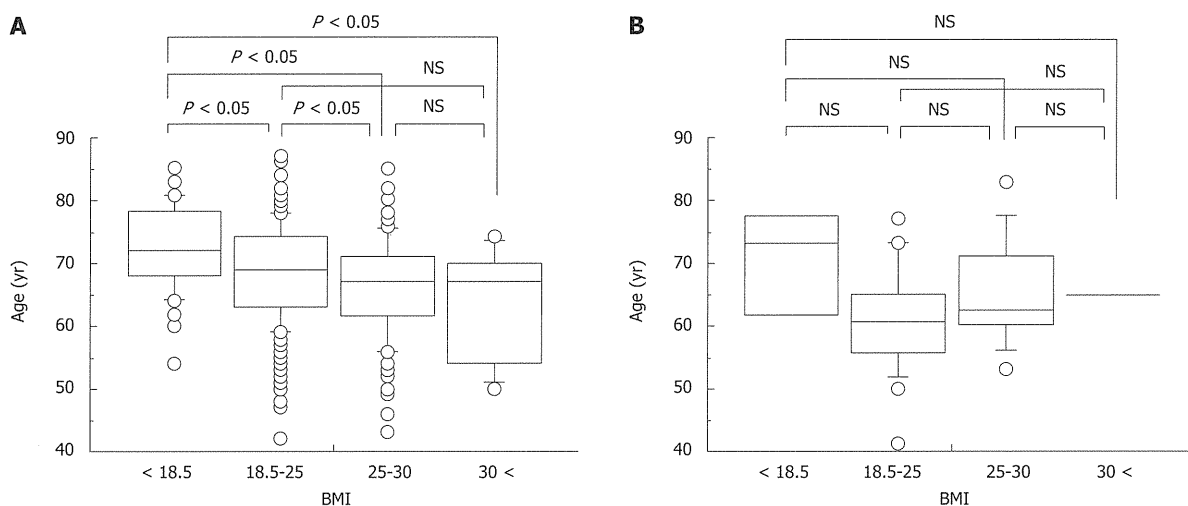 A
P < 0.05
P < 0.05
NS
P < 0.05
P < 0.05
NS
90
80
70
60
50
40
Age (yr)
< 18.5
18.5-25
25-30
30 <
BMI
B
NS
NS
NS
NS
NS
NS
90
80
70
60
50
40
Age (yr)
< 18.5
18.5-25
25-30
30 <
BMI